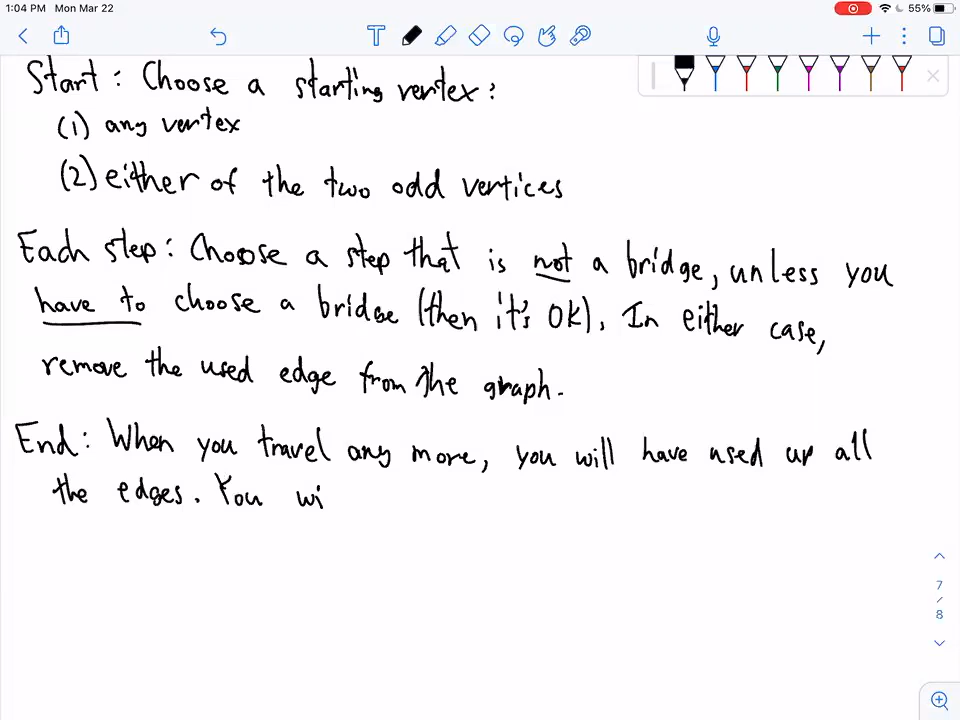 1:04 PM Mon Mar 22
55%
Start: Choose a starting vertex:
(1) any vertex
(2) either of the two odd vertices
Each step: Choose a step that is not a bridge, unless you
have to choose a bridge (then it's OK). In either case,
remove the used edge from the graph.
End: When you travel any more, you will have used up all
the edges. You wi
7
/
8